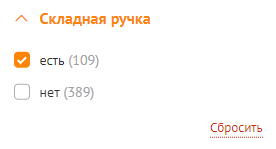 Складная ручка
есть (109)
нет (389)
Сбросить